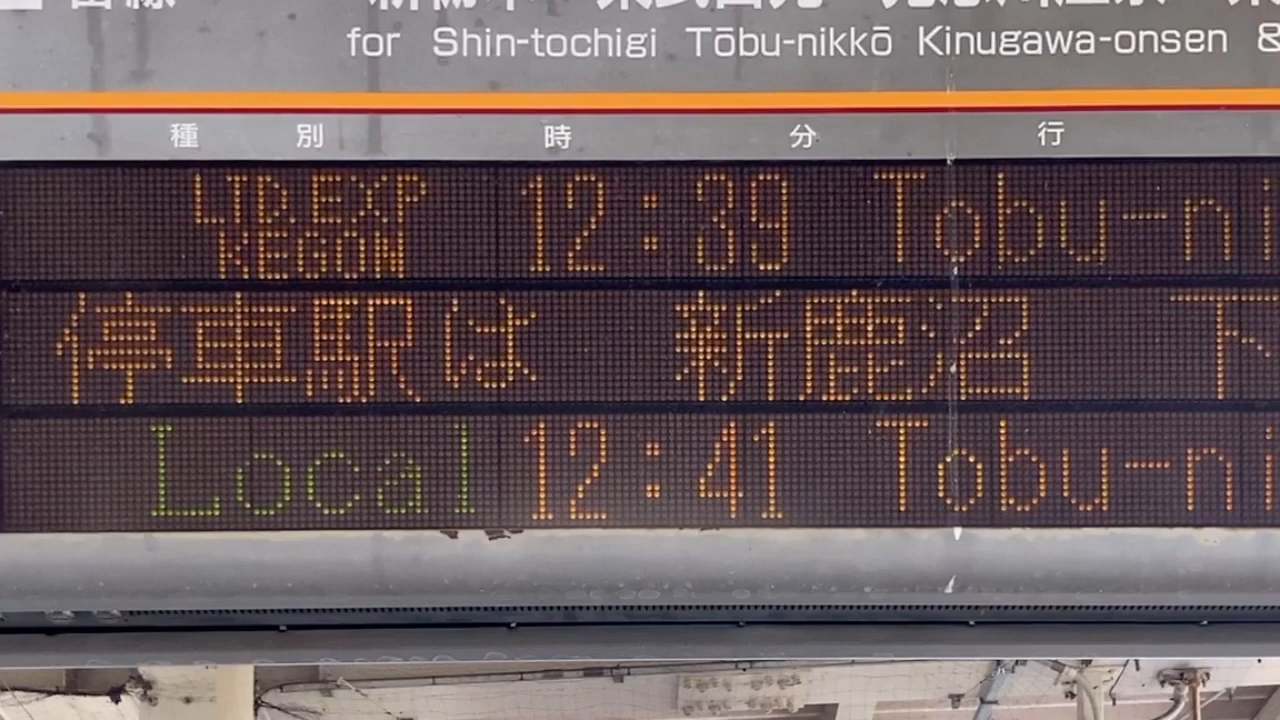 for Shin-tochigi Tōbu-nikkō Kinugawa-onsen &
種別 時 分 行
LTD.EXP 12:39 Tobu-ni
KEGON
停車駅は 新鹿沼 下
Local 12:41 Tobu-ni